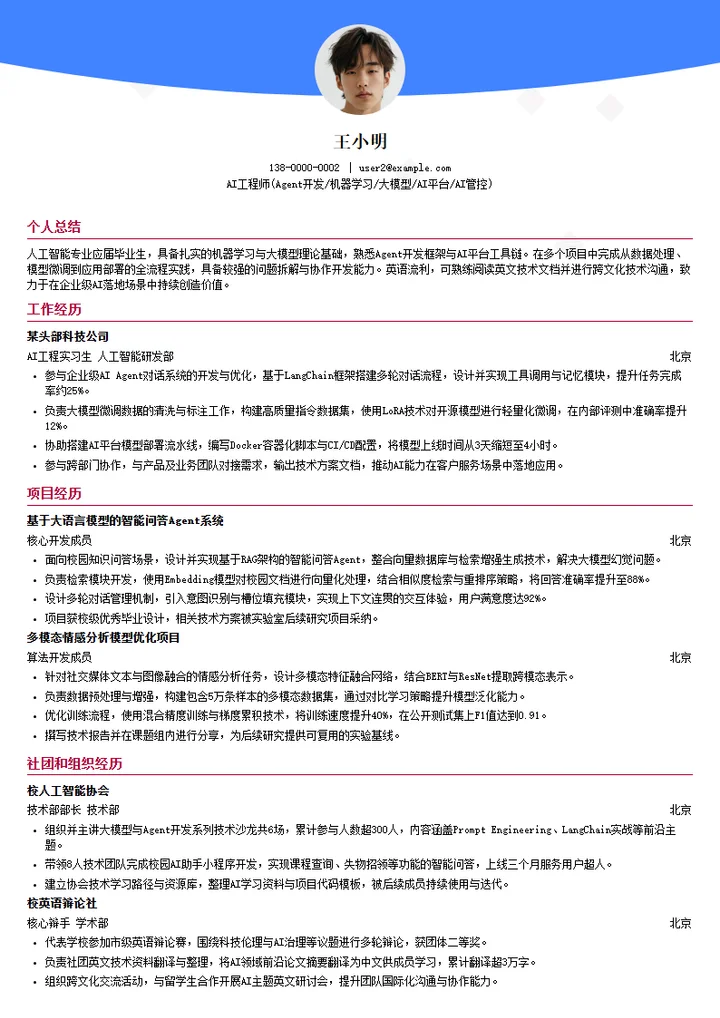 王小明
138-0000-0002 | user2@example.com
AI工程师(Agent开发/机器学习/大模型/AI平台/AI管控)
个人总结
人工智能专业应届毕业生，具备扎实的机器学习与大模型理论基础，熟悉Agent开发框架与AI平台工具链。在多个项目中完成从数据处理、
模型微调到应用部署的全流程实践，具备较强的问题拆解与协作开发能力。英语流利，可熟练阅读英文技术文档并进行跨文化技术沟通，致
力于在企业级AI落地场景中持续创造价值。
工作经历
某头部科技公司
AI工程实习生 人工智能研发部 北京
• 参与企业级AI Agent对话系统的开发与优化，基于LangChain框架搭建多轮对话流程，设计并实现工具调用与记忆模块，提升任务完成
率约25%。
• 负责大模型微调数据的清洗与标注工作，构建高质量指令数据集，使用LoRA技术对开源模型进行轻量化微调，在内部评测中准确率提升
12%。
• 协助搭建AI平台模型部署流水线，编写Docker容器化脚本与CI/CD配置，将模型上线时间从3天缩短至4小时。
• 参与跨部门协作，与产品及业务团队对接需求，输出技术方案文档，推动AI能力在客户服务场景中落地应用。
项目经历
基于大语言模型的智能问答Agent系统
核心开发成员 北京
• 面向校园知识问答场景，设计并实现基于RAG架构的智能问答Agent，整合向量数据库与检索增强生成技术，解决大模型幻觉问题。
• 负责检索模块开发，使用Embedding模型对校园文档进行向量化处理，结合相似度检索与重排序策略，将回答准确率提升至88%。
• 设计多轮对话管理机制，引入意图识别与槽位填充模块，实现上下文连贯的交互体验，用户满意度达92%。
• 项目获校级优秀毕业设计，相关技术方案被实验室后续研究项目采纳。
多模态情感分析模型优化项目
算法开发成员 北京
• 针对社交媒体文本与图像融合的情感分析任务，设计多模态特征融合网络，结合BERT与ResNet提取跨模态表示。
• 负责数据预处理与增强，构建包含5万条样本的多模态数据集，通过对比学习策略提升模型泛化能力。
• 优化训练流程，使用混合精度训练与梯度累积技术，将训练速度提升40%，在公开测试集上F1值达到0.91。
• 撰写技术报告并在课题组内进行分享，为后续研究提供可复用的实验基线。
社团和组织经历
校人工智能协会
技术部部长 技术部 北京
• 组织并主讲大模型与Agent开发系列技术沙龙共6场，累计参与人数超300人，内容涵盖Prompt Engineering、LangChain实战等前沿主
题。
• 带领8人技术团队完成校园AI助手小程序开发，实现课程查询、失物招领等功能的智能问答，上线三个月服务用户超人。
• 建立协会技术学习路径与资源库，整理AI学习资料与项目代码模板，被后续成员持续使用与迭代。
校英语辩论社
核心辩手 学术部 北京
• 代表学校参加市级英语辩论赛，围绕科技伦理与AI治理等议题进行多轮辩论，获团体二等奖。
• 负责社团英文技术资料翻译与整理，将AI领域前沿论文摘要翻译为中文供成员学习，累计翻译超3万字。
• 组织跨文化交流活动，与留学生合作开展AI主题英文研讨会，提升团队国际化沟通与协作能力。